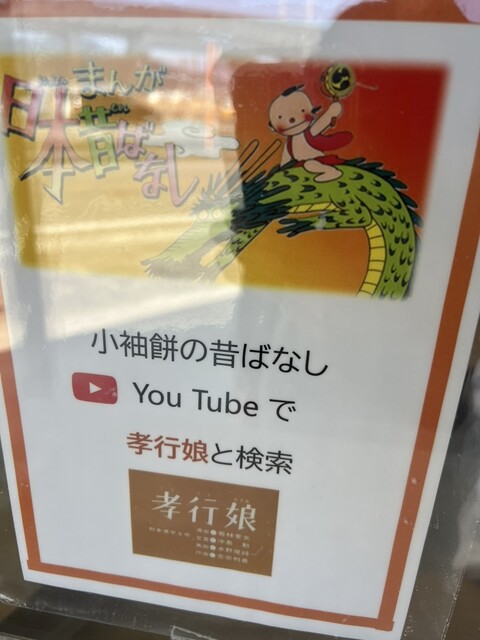 まんが
日本昔ばなし
小袖餅の昔ばなし
You Tube で
孝行娘と検索
孝行娘